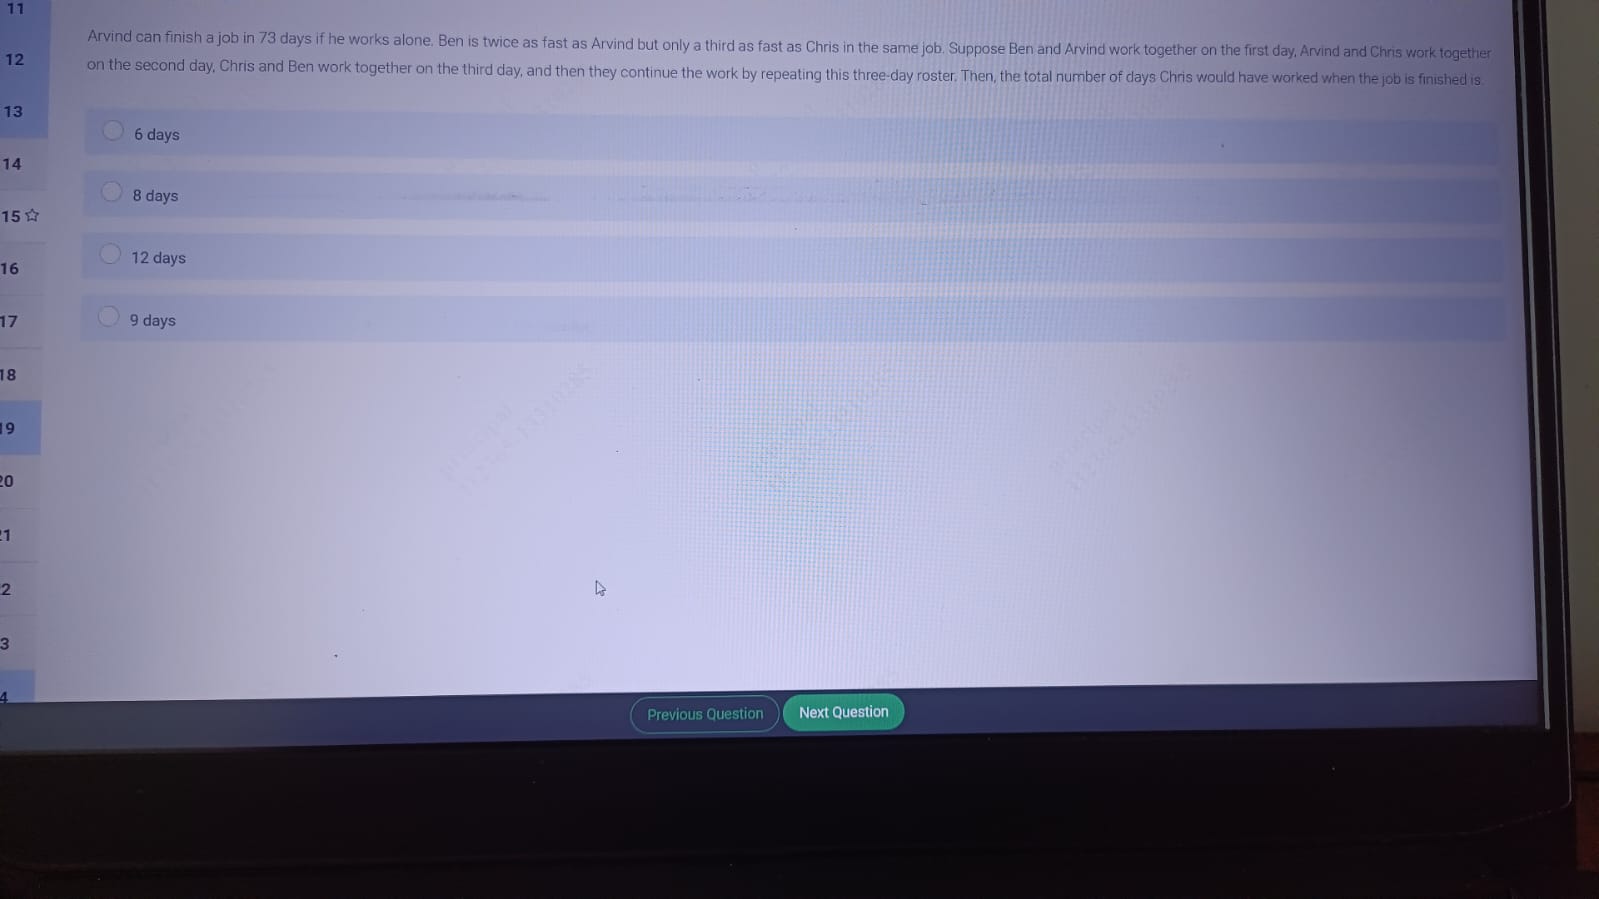 11
Arvind can finish a job in 73 days if he works alone. Ben is twice as fast as Arvind but only a third as fast as Chris in the same job. Suppose Ben and Arvind work together on the first day, Arvind and Chris work together
12
on the second day, Chris and Ben work together on the third day, and then they continue the work by repeating this three-day roster. Then, the total number of days Chris would have worked when the job is finished is.
13
6 days
14
8 days
15 ☆
12 days
16
9 days
17
18
19
20
21
2
3
4
Previous Question
Next Question